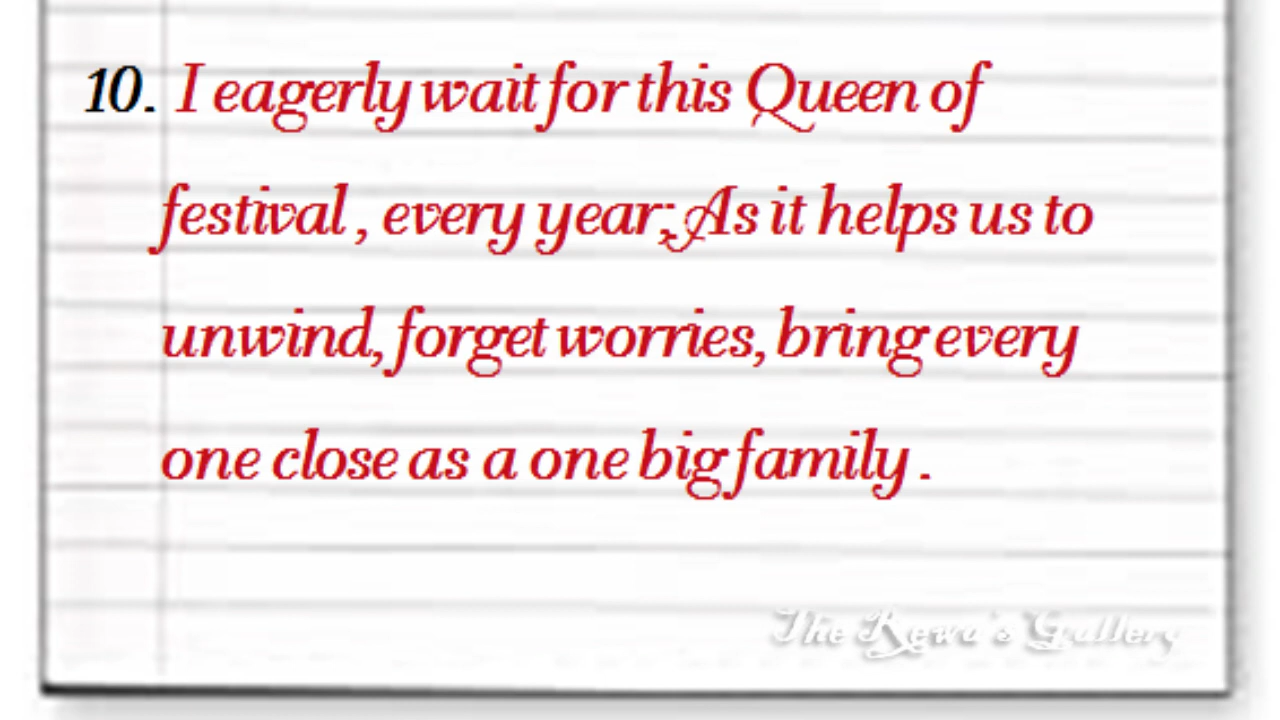 10. I eagerly wait for this Queen of
festival , every year; As it helps us to
unwind, forget worries, bring every
one close as a one big family .
The Rewa's Gallery